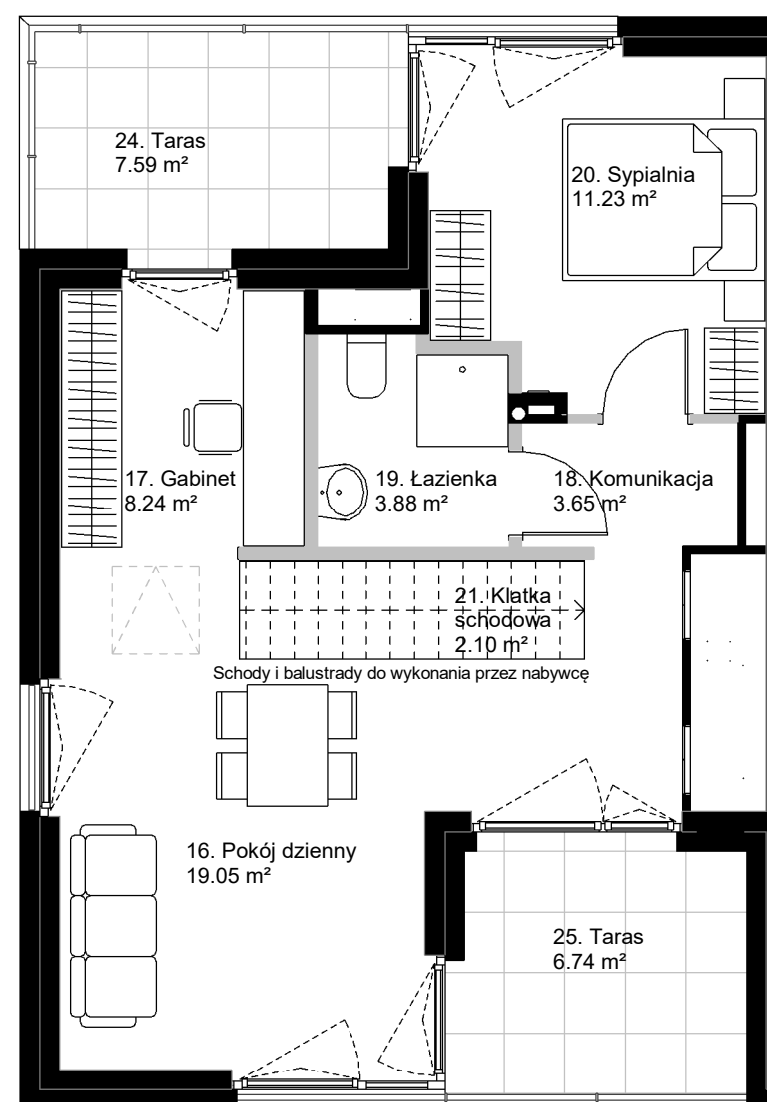 24. Taras
7.59 m²
20. Sypialnia
11.23 m²
17. Gabinet
8.24 m²
19. Łazienka
3.88 m²
18. Komunikacja
3.65 m²
21. Klatka
schodowa
2.10 m²
Schody i balustrady do wykonania przez nabywcę
16. Pokój dzienny
19.05 m²
25. Taras
6.74 m²